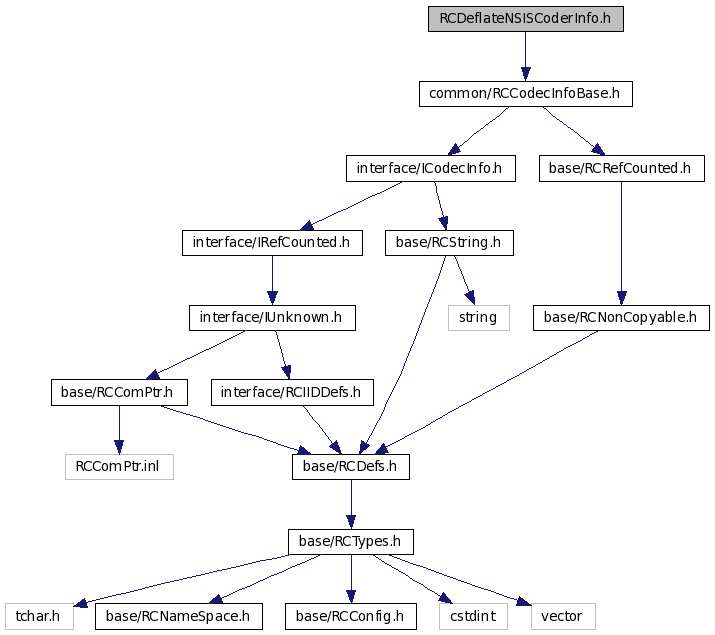 RCDeflateNSISCoderInfo.h
common/RCCodecInfoBase.h
interface/ICodecInfo.h
base/RCRefCounted.h
interface/IRefCounted.h
base/RCString.h
interface/IUnknown.h
string
base/RCNonCopyable.h
base/RCComPtr.h
interface/RCIIDDefs.h
RCComPtr.inl
base/RCDefs.h
base/RCTypes.h
tchar.h
base/RCNameSpace.h
base/RCConfig.h
cstdint
vector